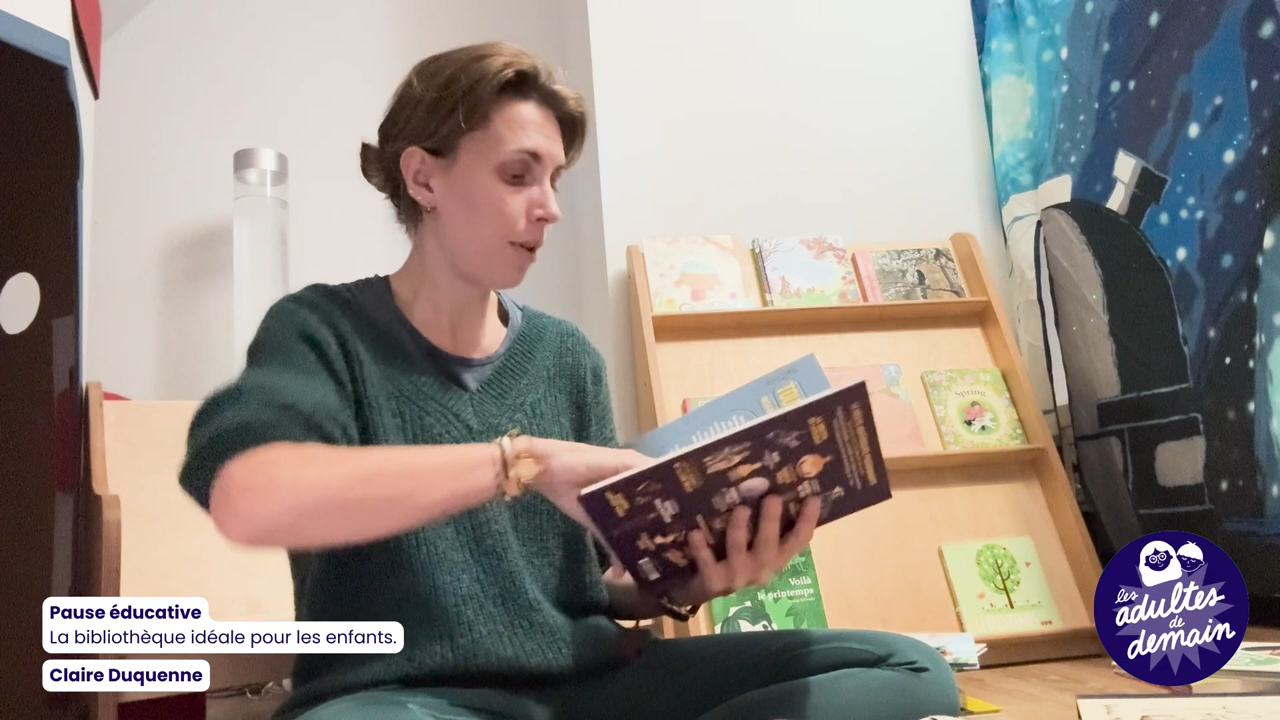 Spring
Voilà
le printemps
Pause éducative
La bibliothèque idéale pour les enfants.
Claire Duquenne
les
adultes
de
demain